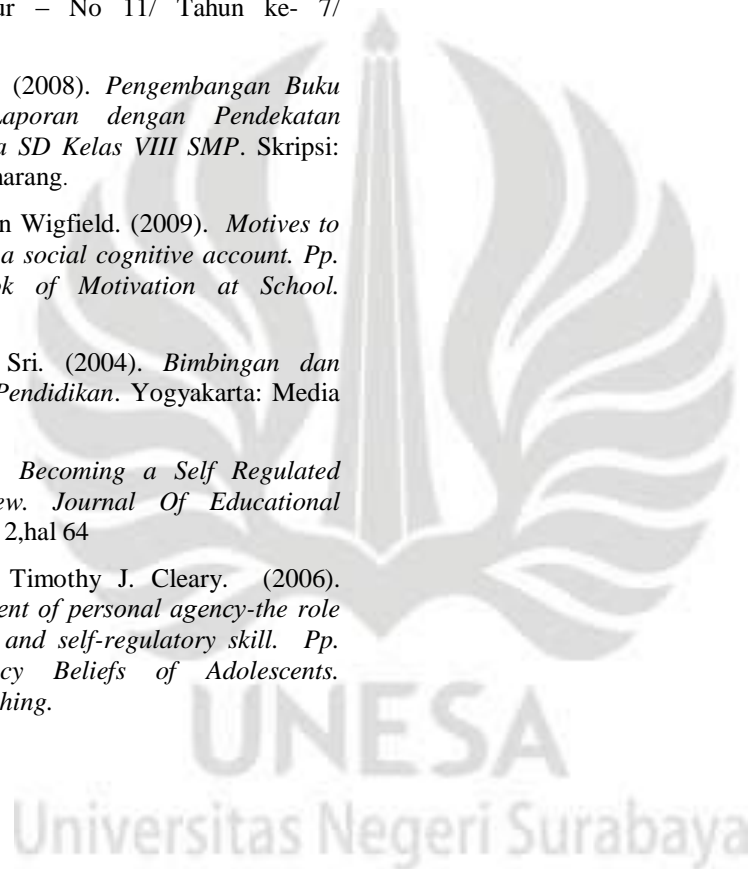 ur – No 11/ Tahun ke- 7/
(2008). Pengembangan Buku
aporan dengan Pendekatan
a SD Kelas VIII SMP. Skripsi:
marang.
n Wigfield. (2009). Motives to
a social cognitive account. Pp.
ok of Motivation at School.
Sri. (2004). Bimbingan dan
Pendidikan. Yogyakarta: Media
Becoming a Self Regulated
ew. Journal Of Educational
2,hal 64
Timothy J. Cleary. (2006).
ent of personal agency-the role
and self-regulatory skill. Pp.
cy Beliefs of Adolescents.
hing.
UNESA
Universitas Negeri Surabaya